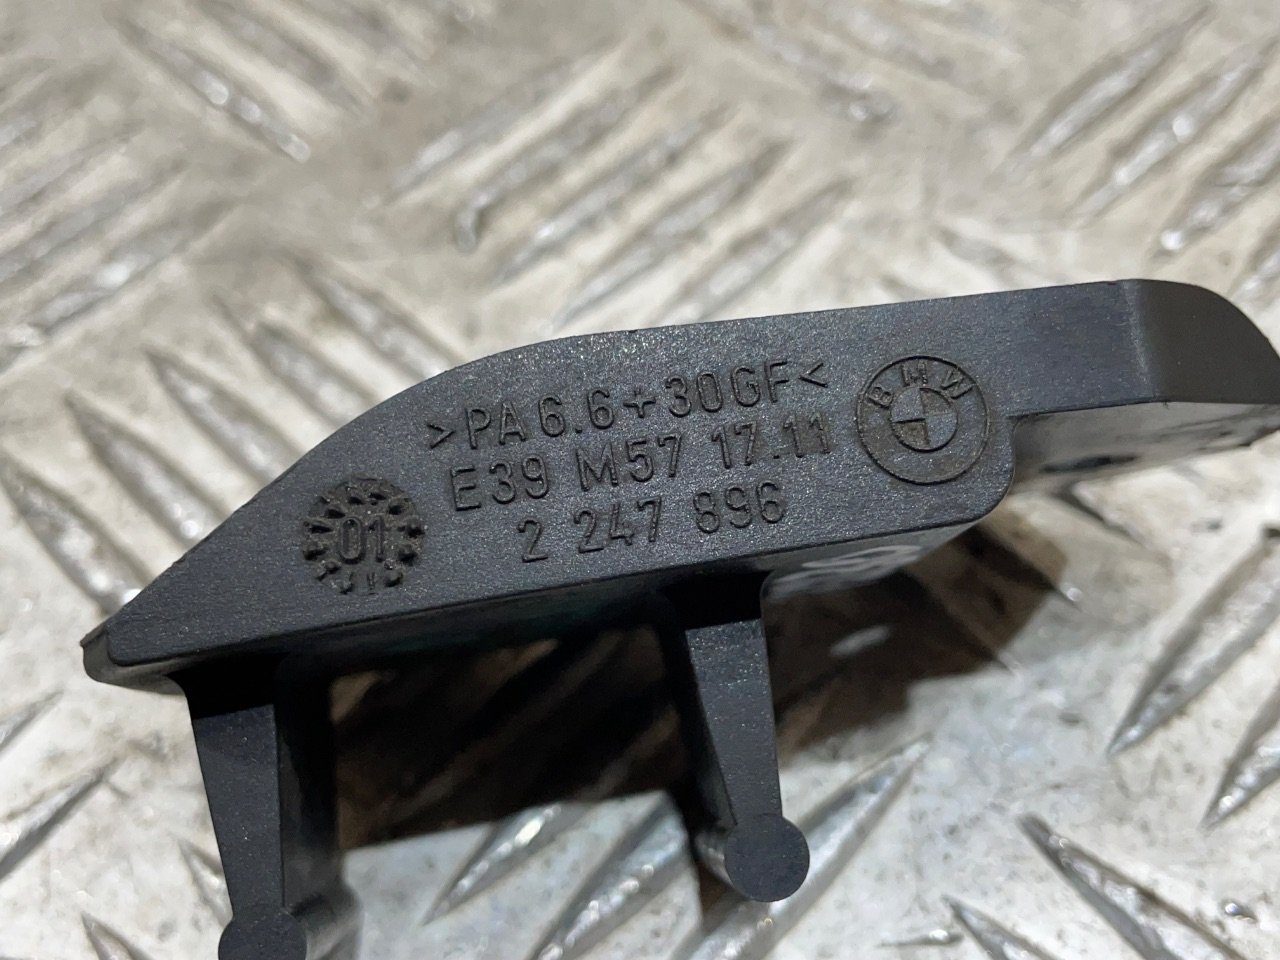 >PA 6.6+30GF<
E39 M57 17.11
2 247 896
BMW
01